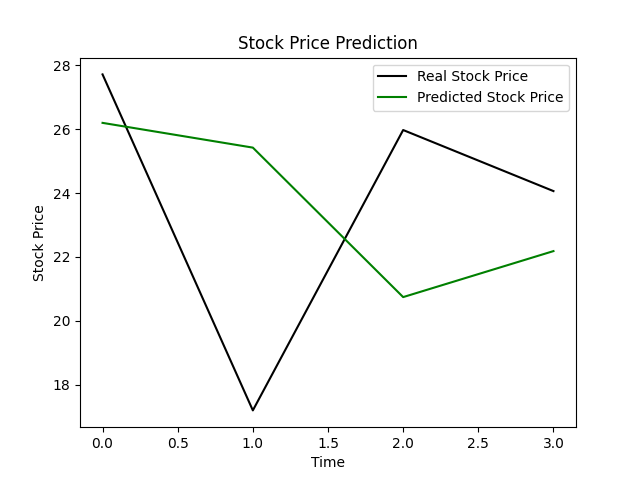 Stock Price Prediction
Real Stock Price
Predicted Stock Price
Stock Price
28
26
24
22
20
18
0.0 0.5 1.0 1.5 2.0 2.5 3.0
Time